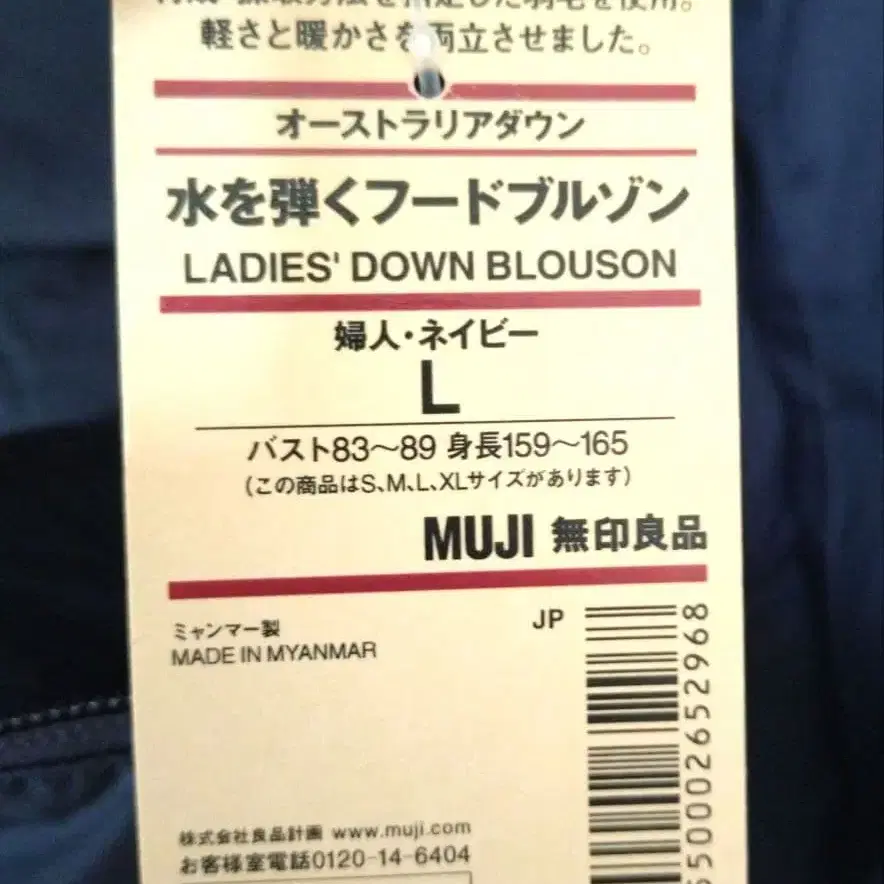 を使用。
軽さと暖かさを両立させました。
オーストラリアダウン
水を弾くフードブルゾン
LADIES' DOWN BLOUSON
婦人・ネイビー
L
バスト83〜89 身長159〜165
(この商品はS、M、L、XLサイズがあります)
MUJI 無印良品
ミャンマー製
MADE IN MYANMAR
JP
550002652968
株式会社良品計画 www.muji.com
お客様室電話0120-14-6404